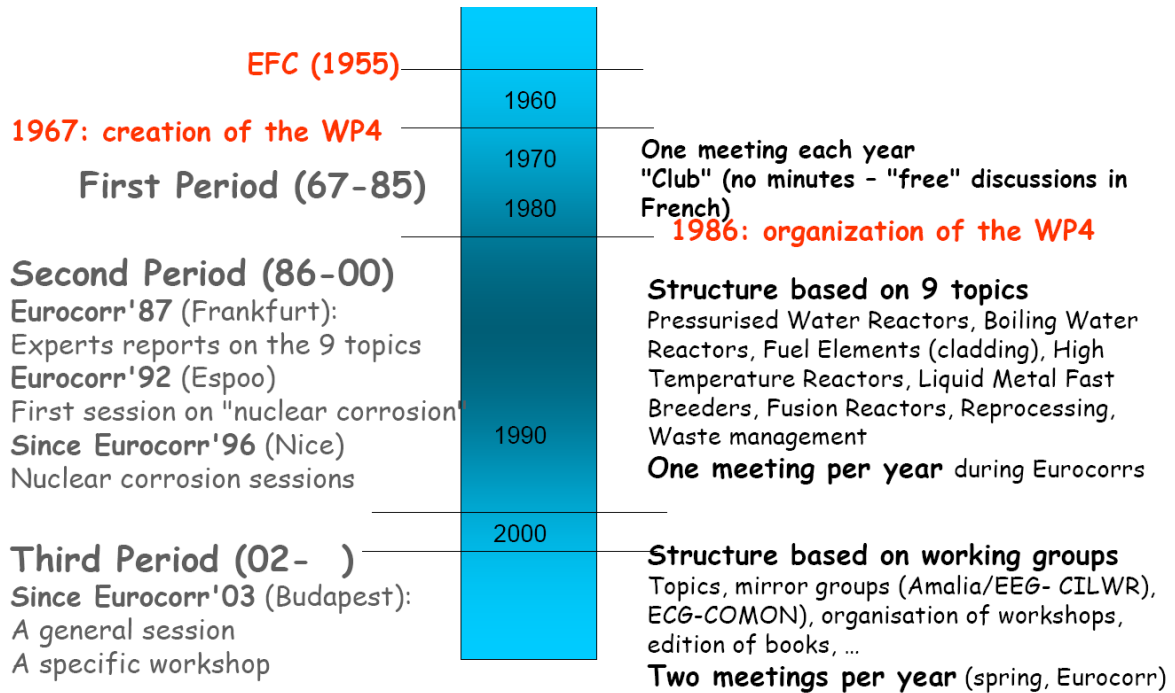 EFC (1955)
1960
1967: creation of the WP4
1970
One meeting each year
"Club" (no minutes – "free" discussions in
French)
First Period (67-85)
1980
1986: organization of the WP4
Second Period (86-00)
Eurocorr'87 (Frankfurt):
Experts reports on the 9 topics
Eurocorr'92 (Espoo)
First session on "nuclear corrosion"
Since Eurocorr'96 (Nice)
Nuclear corrosion sessions
1990
Structure based on 9 topics
Pressurised Water Reactors, Boiling Water
Reactors, Fuel Elements (cladding), High
Temperature Reactors, Liquid Metal Fast
Breeders, Fusion Reactors, Reprocessing,
Waste management
One meeting per year during Eurocorrs
2000
Third Period (02- )
Since Eurocorr'03 (Budapest):
A general session
A specific workshop
Structure based on working groups
Topics, mirror groups (Amalia/EEG- CILWR),
ECG-COMON), organisation of workshops,
edition of books, …
Two meetings per year (spring, Eurocorr)